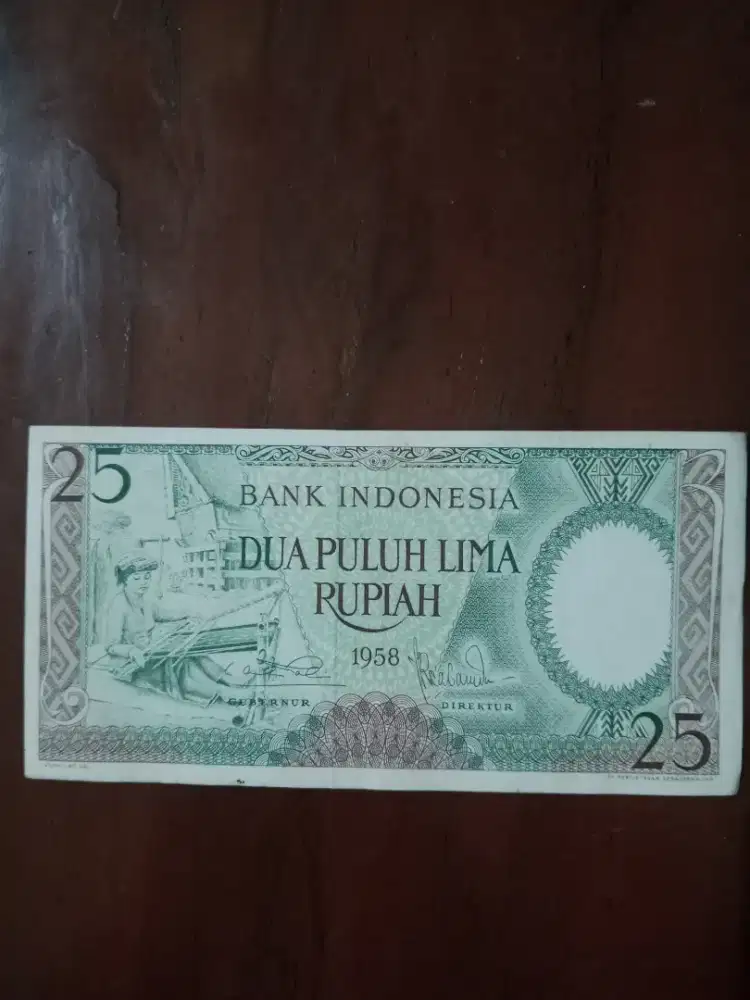 25
BANK INDONESIA
DUA PULUH LIMA
RUPIAH
1958
GUBERNUR
DIREKTUR
25